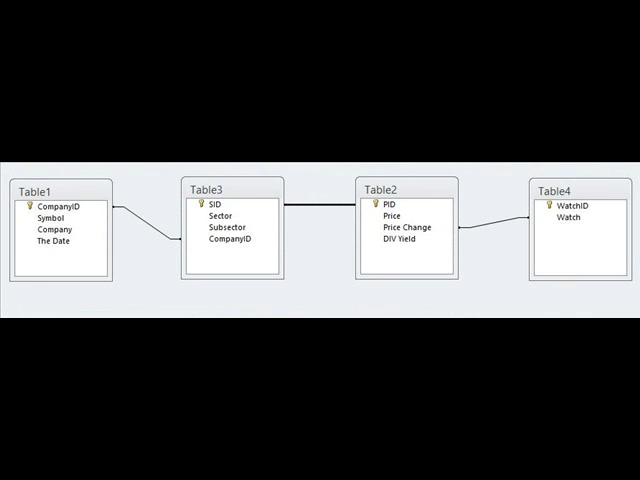 Table1
CompanyID
Symbol
Company
The Date
Table3
SID
Sector
Subsector
CompanyID
Table2
PID
Price
Price Change
DIV Yield
Table4
WatchID
Watch